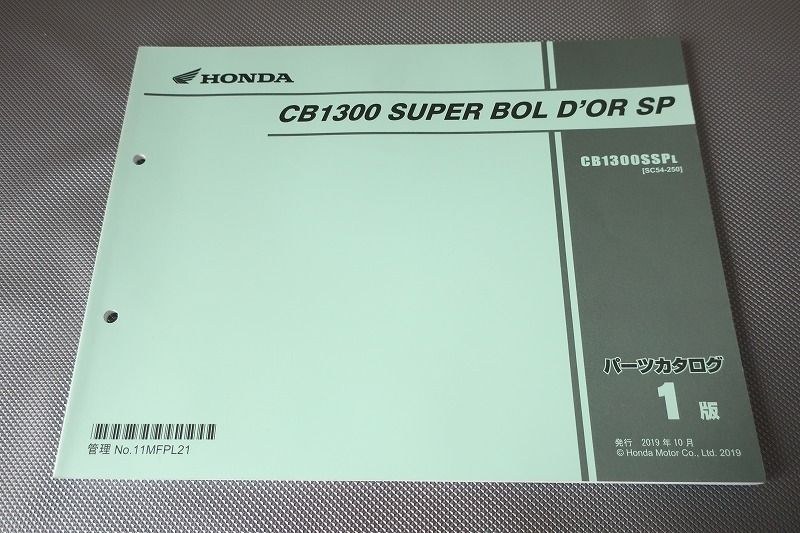 HONDA
CB1300 SUPER BOL D'OR SP
CB1300SSPL
[SC54-250]
パーツカタログ
1 版
発行 2019 年 10 月
© Honda Motor Co., Ltd. 2019
管理 No.11MFPL21